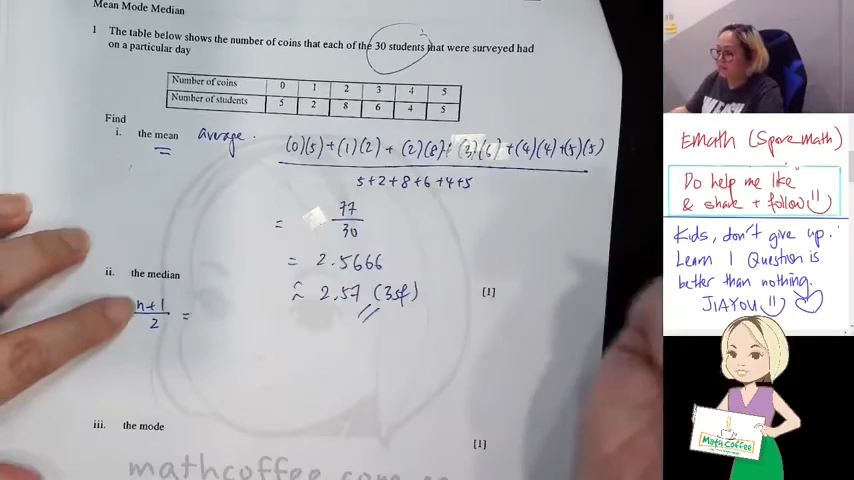 Mean Mode Median
1 The table below shows the number of coins that each of the 30 students that were surveyed had
on a particular day
Number of coins 0 1 2 3 4 5
Number of students 5 2 8 6 4 5
Find
i. the mean average.
(0)(5)+(1)(2)+(2)(8)+(3)(6)+(4)(4)+(5)(5)
5+2+8+6+4+5
= 77
30
= 2.5666
≈ 2.57 (3sf)
[1]
ii. the median
n+1
2 =
iii. the mode
[1]
mathcoffee.com
EMath (Spore Math)
Do help me like
& share + follow
Kids, don't give up.
Learn 1 Question is
better than nothing.
JIAYOU
Math Coffee